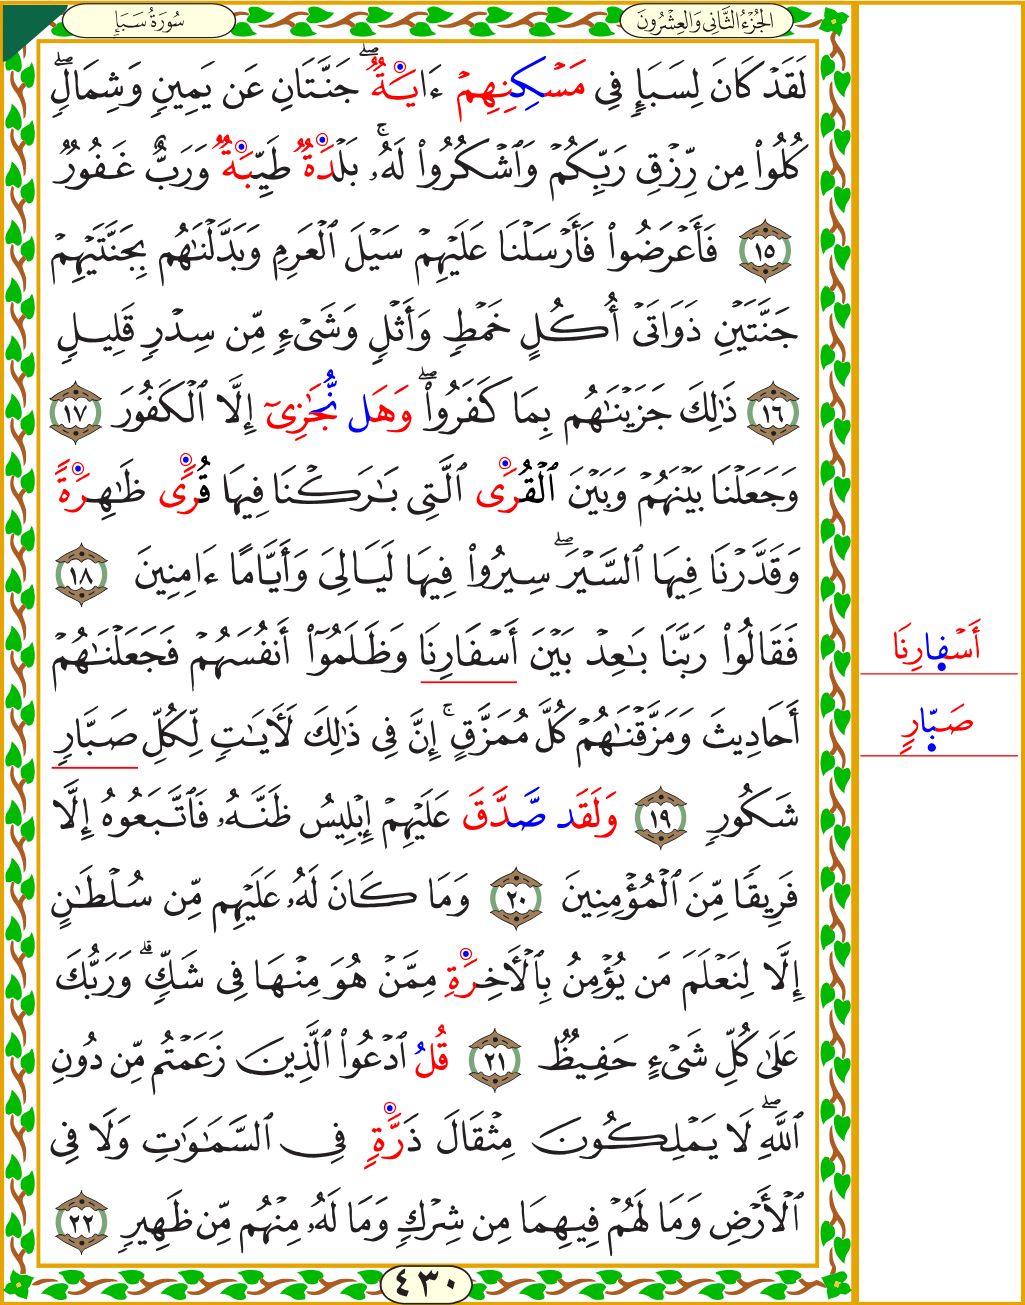 الجُزْءُ الثَّانِي وَالعِشْرُونَ
سُورَةُ سَبَإٍ
لَقَدۡ كَانَ لِسَبَإٖ فِي مَسۡكِنِهِمۡ ءَايَةٞۖ جَنَّتَانِ عَن يَمِينٖ وَشِمَالٖۖ
كُلُواْ مِن رِّزۡقِ رَبِّكُمۡ وَٱشۡكُرُواْ لَهُۥۚ بَلۡدَةٞ طَيِّبَةٞ وَرَبٌّ غَفُورٞ
١٥ فَأَعۡرَضُواْ فَأَرۡسَلۡنَا عَلَيۡهِمۡ سَيۡلَ ٱلۡعَرِمِ وَبَدَّلۡنَٰهُم بِجَنَّتَيۡهِمۡ
جَنَّتَيۡنِ ذَوَاتَيۡ أُكُلٍ خَمۡطٖ وَأَثۡلٖ وَشَيۡءٖ مِّن سِدۡرٖ قَلِيلٖ
١٦ ذَٰلِكَ جَزَيۡنَٰهُم بِمَا كَفَرُواْۖ وَهَل نُّجَٰزِيٓ إِلَّا ٱلۡكَفُورَ ١٧
وَجَعَلۡنَا بَيۡنَهُمۡ وَبَيۡنَ ٱلۡقُرَى ٱلَّتِي بَٰرَكۡنَا فِيهَا قُرٗى ظَٰهِرَةٗ
وَقَدَّرۡنَا فِيهَا ٱلسَّيۡرَۖ سِيرُواْ فِيهَا لَيَالِيَ وَأَيَّامًا ءَامِنِينَ ١٨
فَقَالُواْ رَبَّنَا بَٰعِدۡ بَيۡنَ أَسۡفَارِنَا وَظَلَمُوٓاْ أَنفُسَهُمۡ فَجَعَلۡنَٰهُمۡ
أَحَادِيثَ وَمَزَّقۡنَٰهُمۡ كُلَّ مُمَزَّقٍۚ إِنَّ فِي ذَٰلِكَ لَأٓيَٰتٖ لِّكُلِّ صَبَّارٖ
شَكُورٖ ١٩ وَلَقَد صَّدَّقَ عَلَيۡهِمۡ إِبۡلِيسُ ظَنَّهُۥ فَٱتَّبَعُوهُ إِلَّا
فَرِيقٗا مِّنَ ٱلۡمُؤۡمِنِينَ ٢٠ وَمَا كَانَ لَهُۥ عَلَيۡهِم مِّن سُلۡطَٰنٍ
إِلَّا لِنَعۡلَمَ مَن يُؤۡمِنُ بِٱلۡأٓخِرَةِ مِمَّنۡ هُوَ مِنۡهَا فِي شَكّٖۗ وَرَبُّكَ
عَلَىٰ كُلِّ شَيۡءٍ حَفِيظٞ ٢١ قُلُ ٱدۡعُواْ ٱلَّذِينَ زَعَمۡتُم مِّن دُونِ
ٱللَّهِۖ لَا يَمۡلِكُونَ مِثۡقَالَ ذَرَّةٖ فِي ٱلسَّمَٰوَٰتِ وَلَا فِي
ٱلۡأَرۡضِ وَمَا لَهُمۡ فِيهِمَا مِن شِرۡكٖ وَمَا لَهُۥ مِنۡهُم مِّن ظَهِيرٖ ٢٢
أَسۡفارِنَا
صَبّارٍ
٤٣٠